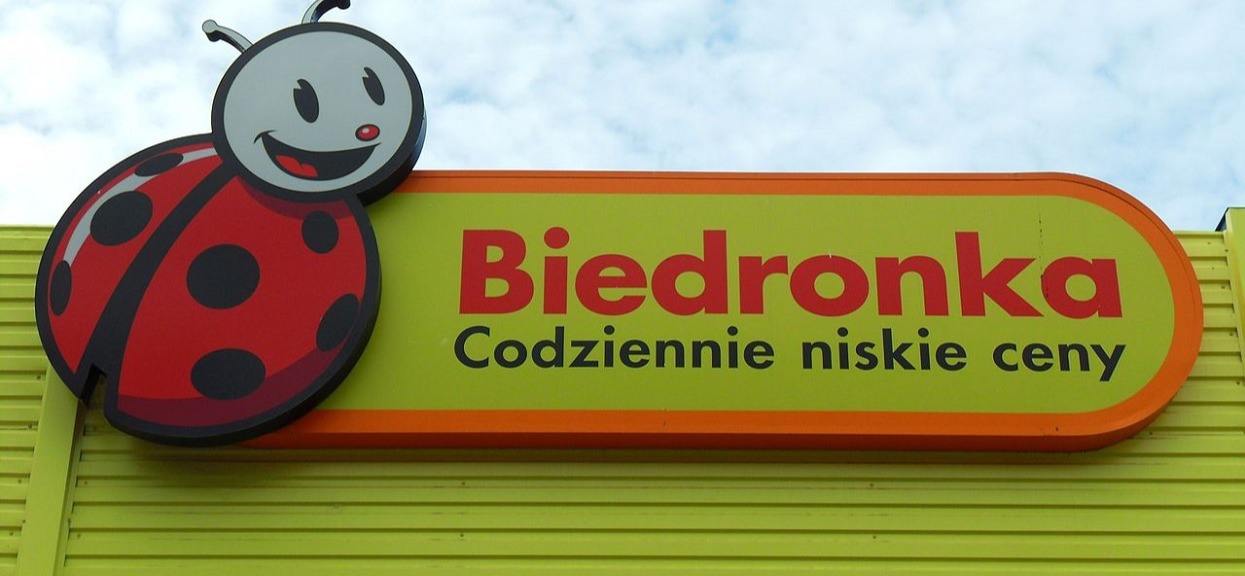 Biedronka
Codziennie niskie ceny